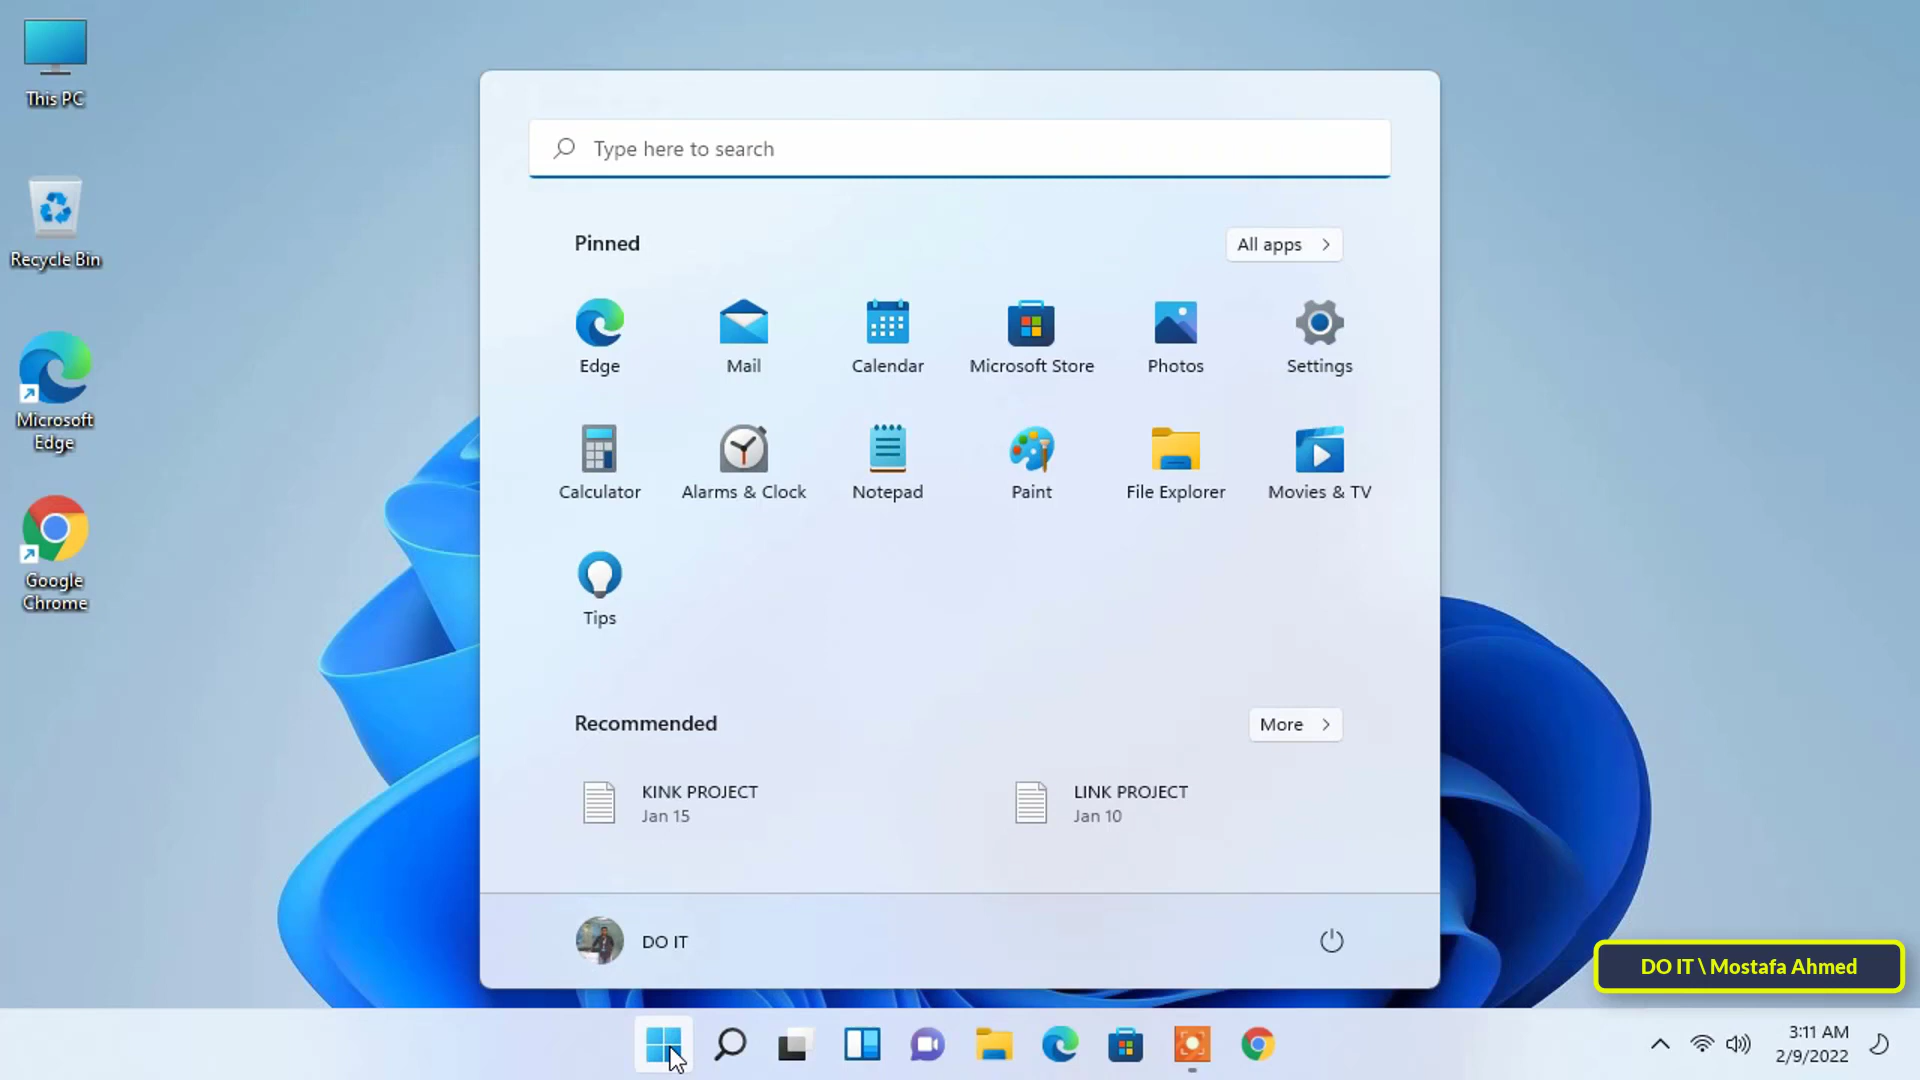 This PC
Recycle Bin
Microsoft
Edge
Google
Chrome
Type here to search
Pinned
All apps
Edge
Mail
Calendar
Microsoft Store
Photos
Settings
Calculator
Alarms & Clock
Notepad
Paint
File Explorer
Movies & TV
Tips
Recommended
More
KINK PROJECT
Jan 15
LINK PROJECT
Jan 10
DO IT
DO IT \ Mostafa Ahmed
3:11 AM
2/9/2022